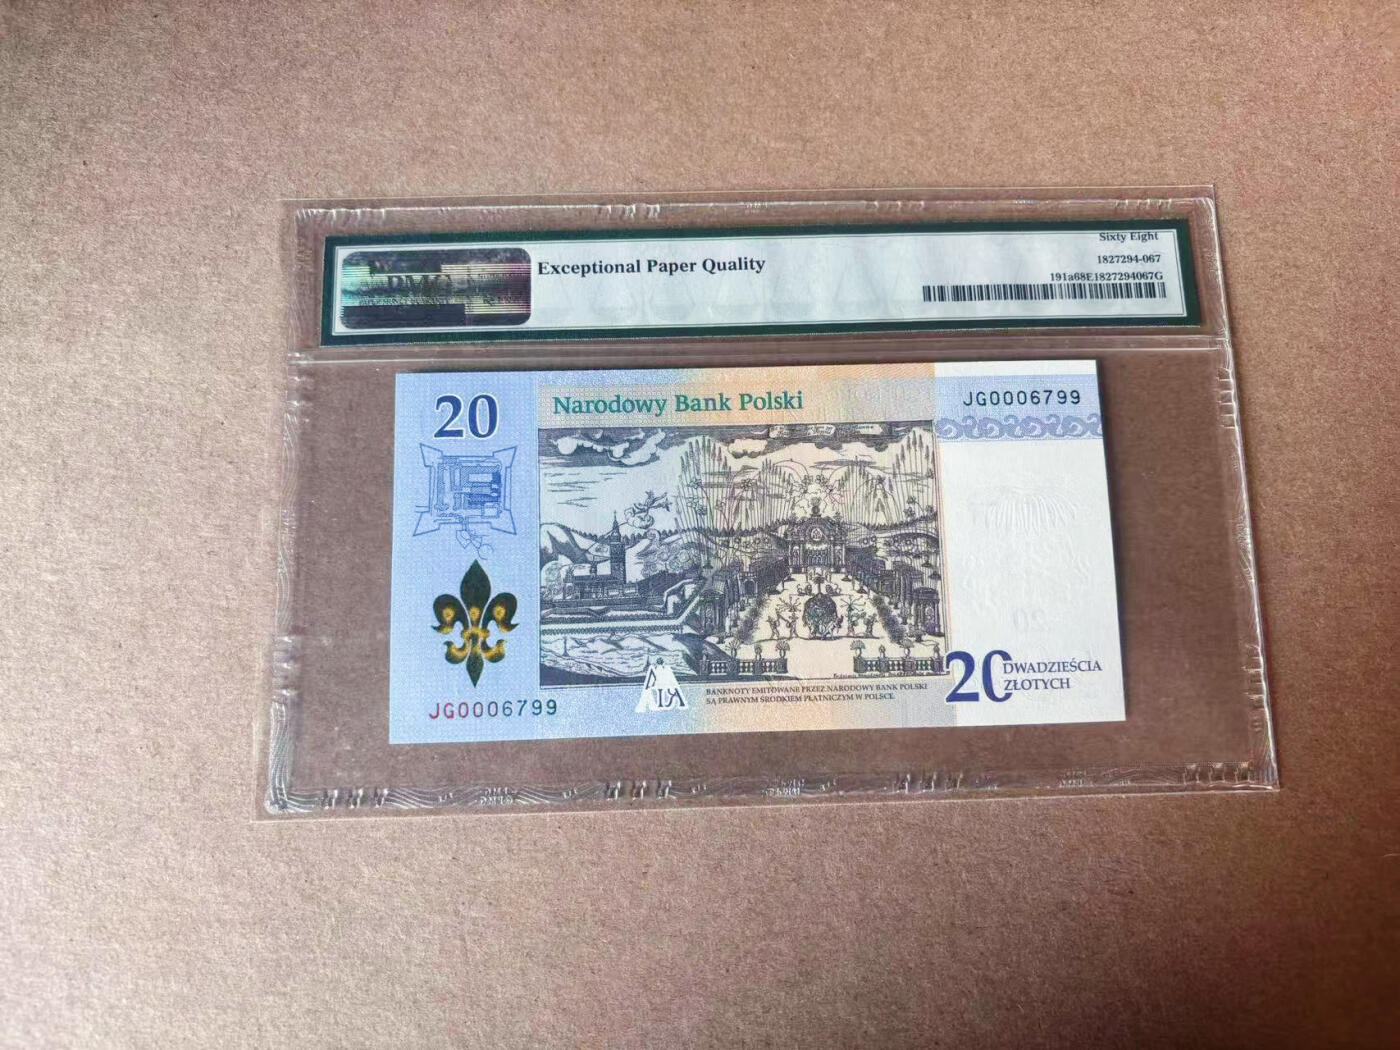 Sixty Eight
1827294-067
191a68E1827294067G
PMG
Exceptional Paper Quality
20
Narodowy Bank Polski
JG0006799
JG0006799
BANKNOTY EMITOWANE PRZEZ NARODOWY BANK POLSKI
SĄ PRAWNYM ŚRODKIEM PŁATNICZYM W POLSCE.
20
DWADZIEŚCIA
ZŁOTYCH